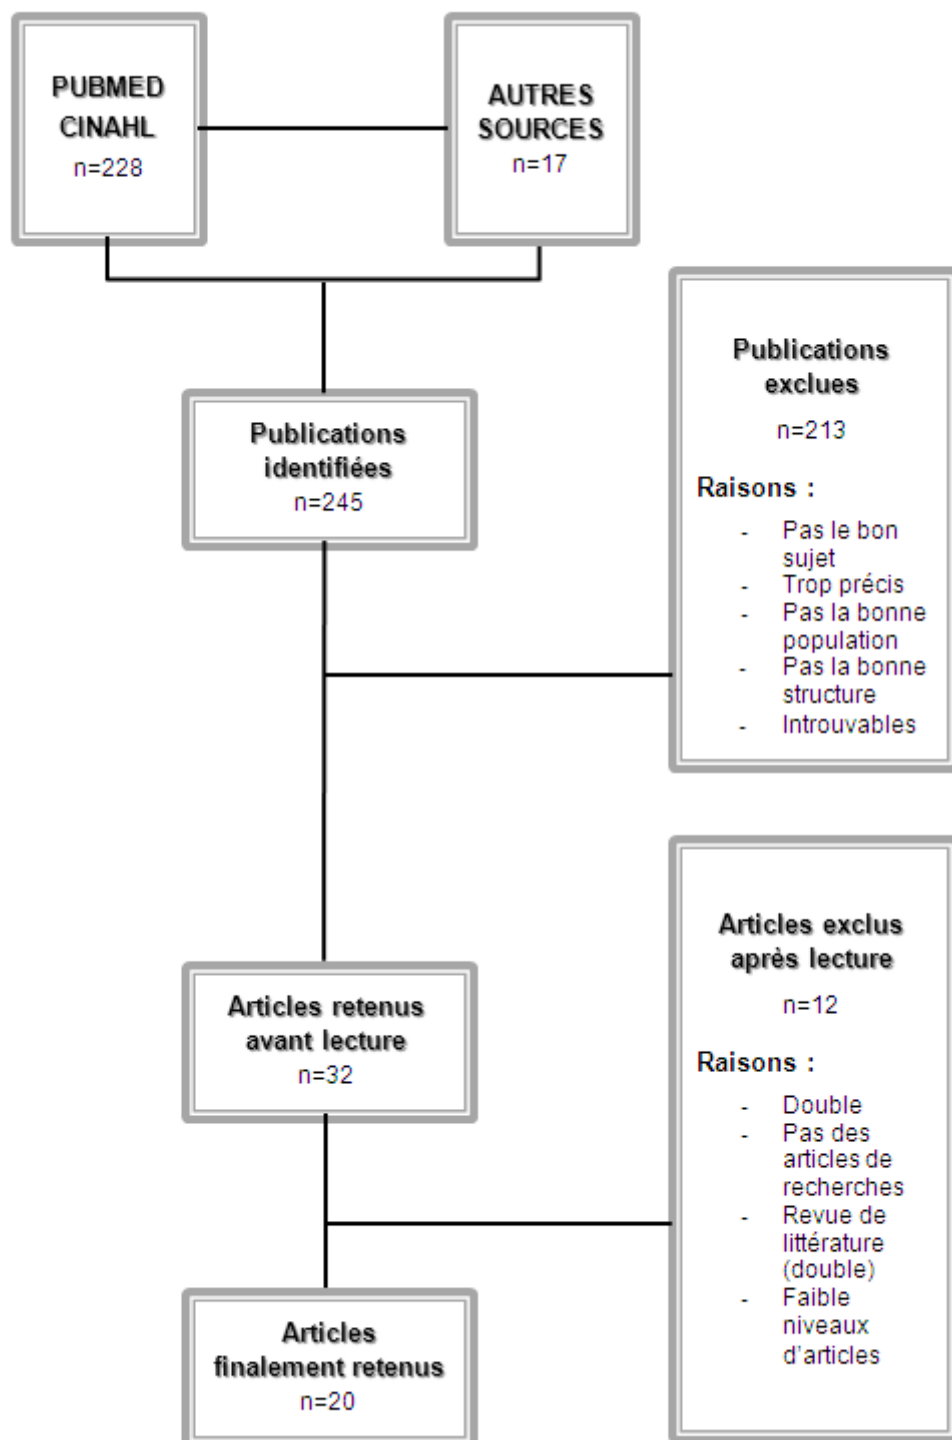 PUBMED
CINAHL
n=228
AUTRES
SOURCES
n=17
Publications
identifiées
n=245
Publications
exclues
n=213
Raisons :
- Pas le bon
sujet
- Trop précis
- Pas la bonne
population
- Pas la bonne
structure
- Introuvables
Articles retenus
avant lecture
n=32
Articles exclus
après lecture
n=12
Raisons :
- Double
- Pas des
articles de
recherches
- Revue de
littérature
(double)
- Faible
niveaux
d'articles
Articles
finalement retenus
n=20